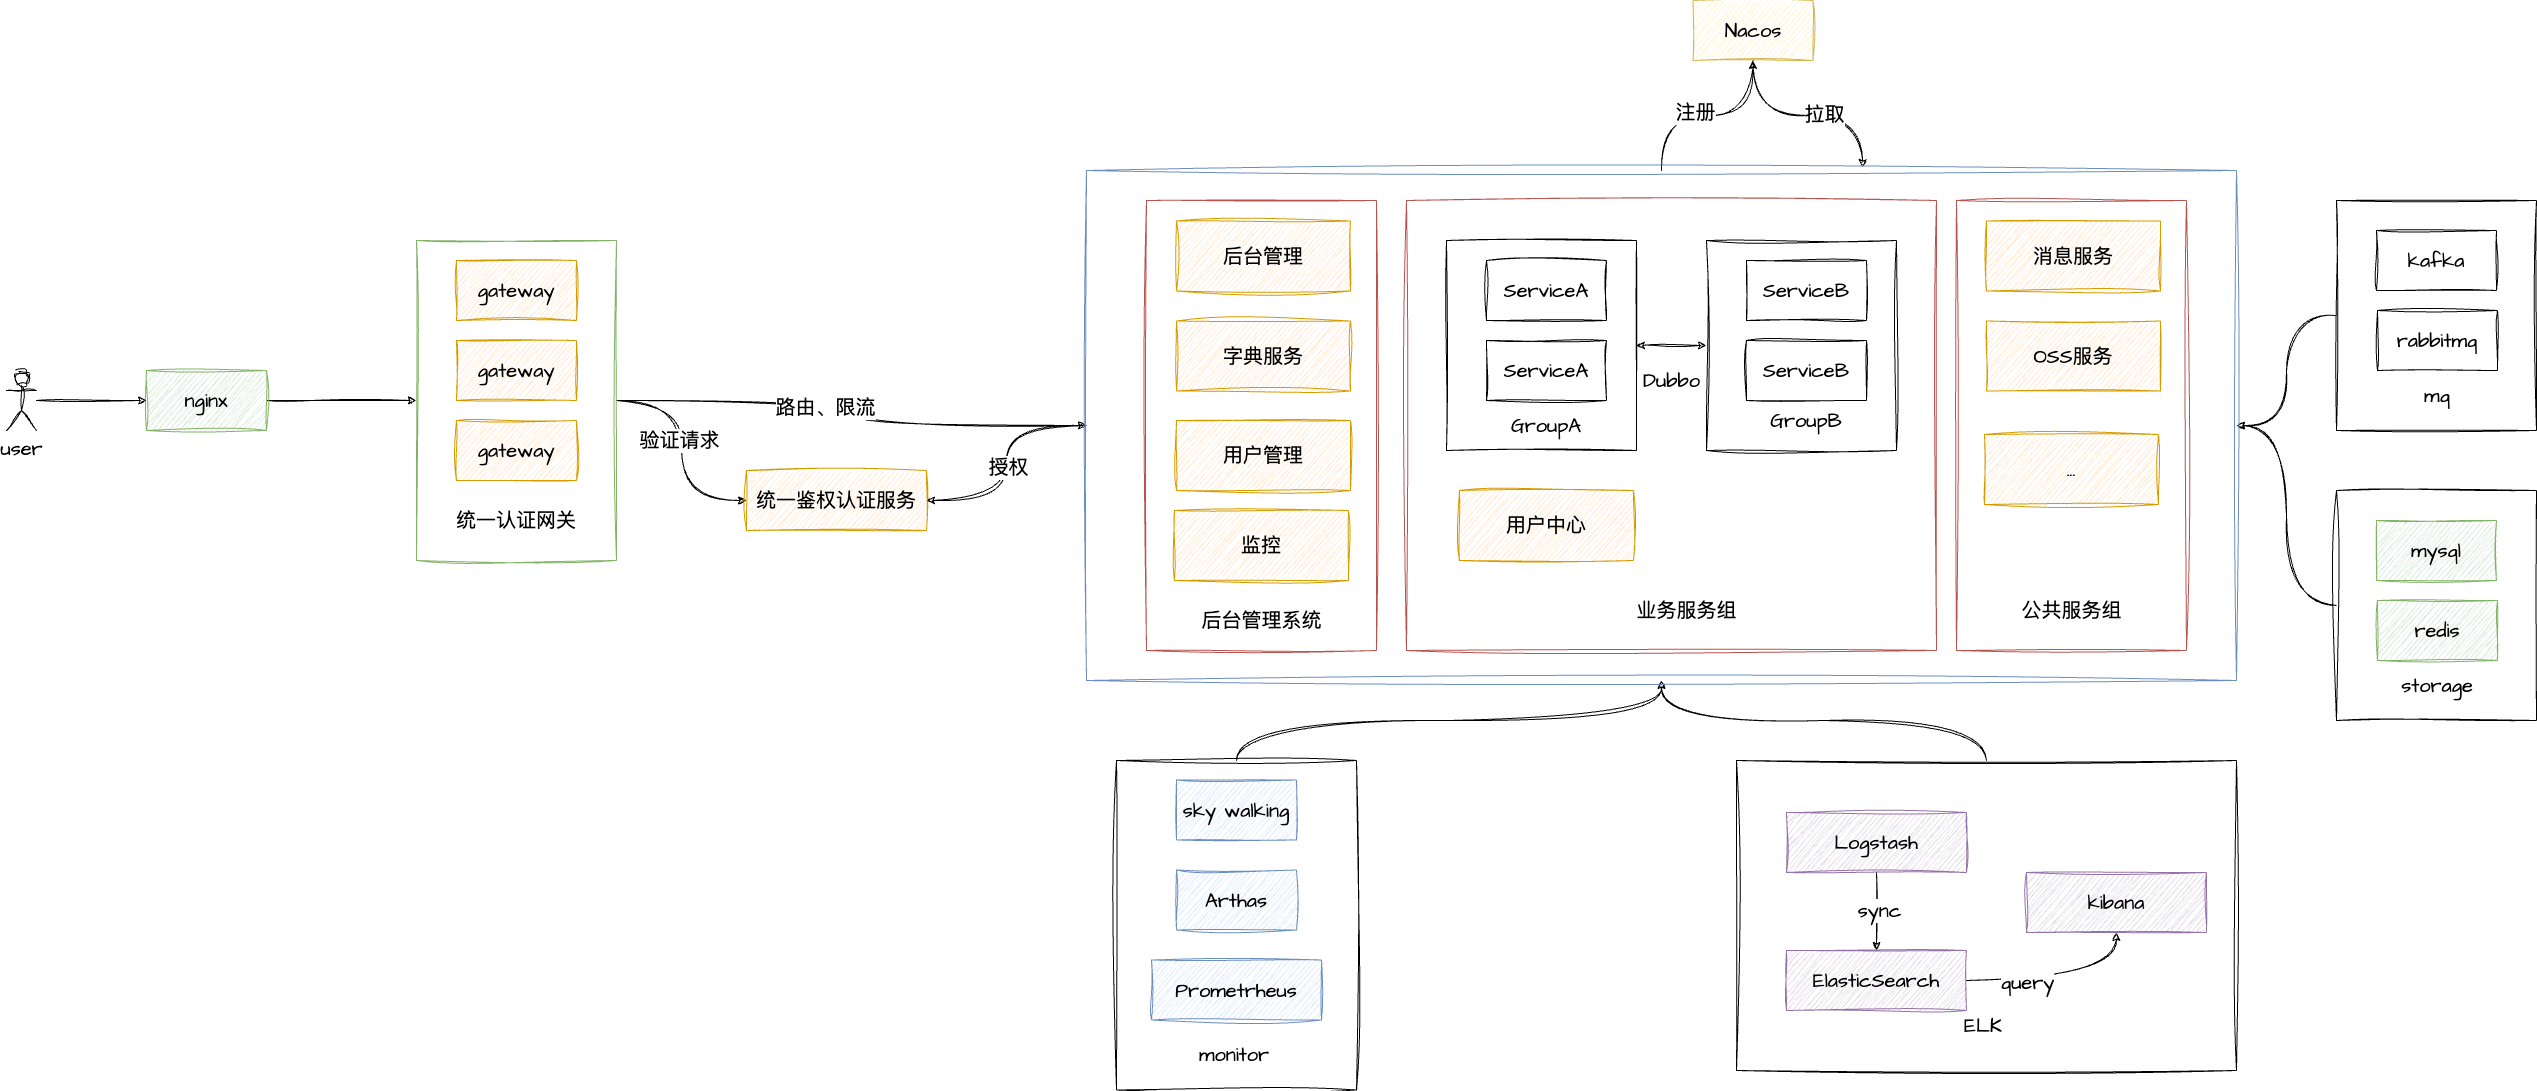 Nacos
注册
拉取
user
nginx
gateway
gateway
gateway
统一认证网关
路由、限流
验证请求
统一鉴权认证服务
授权
后台管理
字典服务
用户管理
监控
后台管理系统
ServiceA
ServiceA
GroupA
Dubbo
ServiceB
ServiceB
GroupB
用户中心
业务服务组
消息服务
OSS服务
...
公共服务组
kafka
rabbitmq
mq
mysql
redis
storage
sky walking
Arthas
Prometrheus
monitor
Logstash
sync
ElasticSearch
query
kibana
ELK